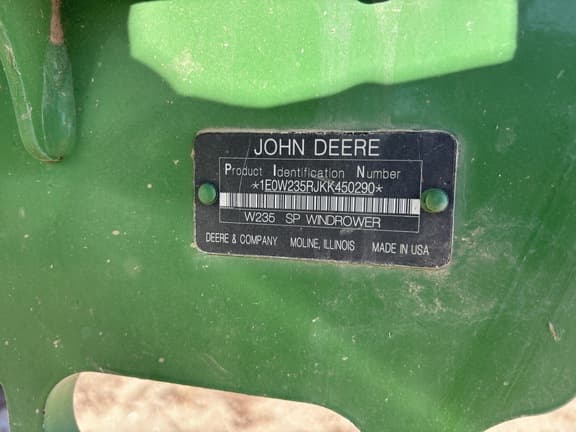 JOHN DEERE
Product Identification Number
*1E0W235RJKK450290*
W235 SP WINDROWER
DEERE & COMPANY MOLINE, ILLINOIS MADE IN USA